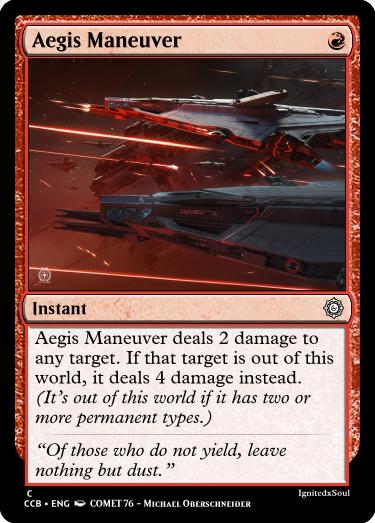 Aegis Maneuver
Instant
Aegis Maneuver deals 2 damage to
any target. If that target is out of this
world, it deals 4 damage instead.
(It's out of this world if it has two or
more permanent types.)
“Of those who do not yield, leave
nothing but dust.”
C
IgnitedxSoul
CCB • ENG COMET76 – Michael Oberschneider